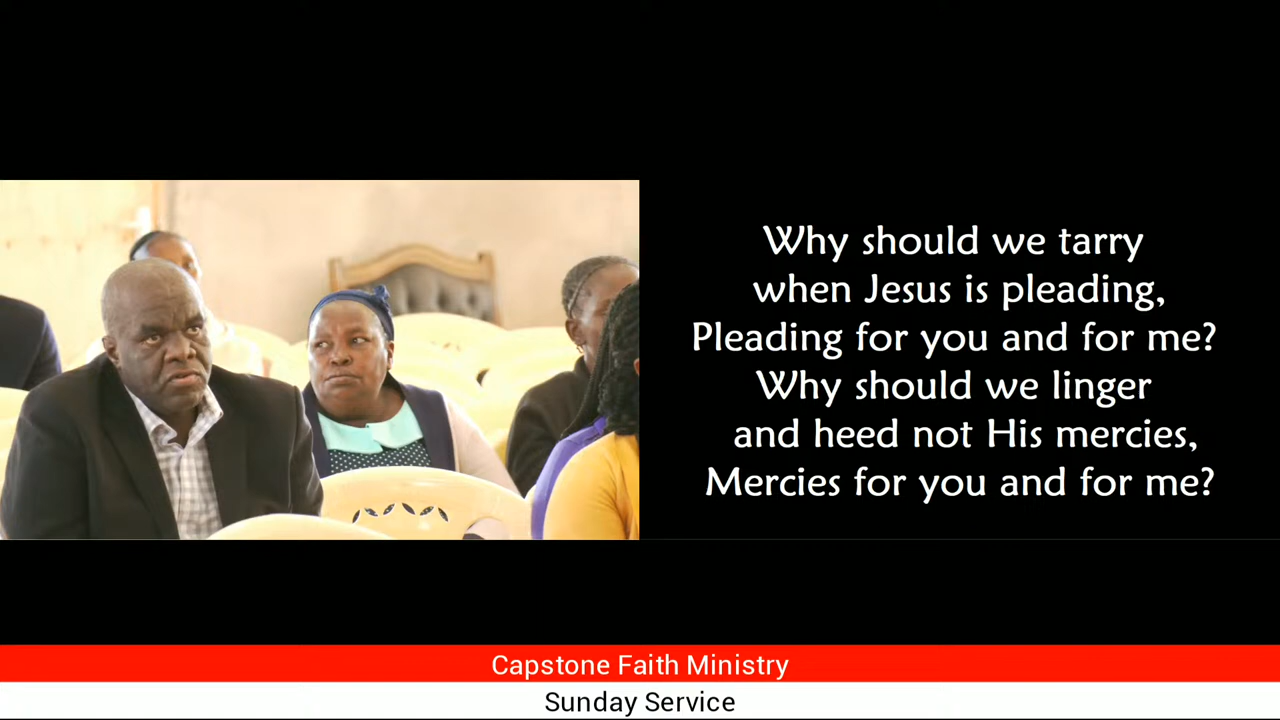 Why should we tarry
when Jesus is pleading,
Pleading for you and for me?
Why should we linger
and heed not His mercies,
Mercies for you and for me?
Capstone Faith Ministry
Sunday Service